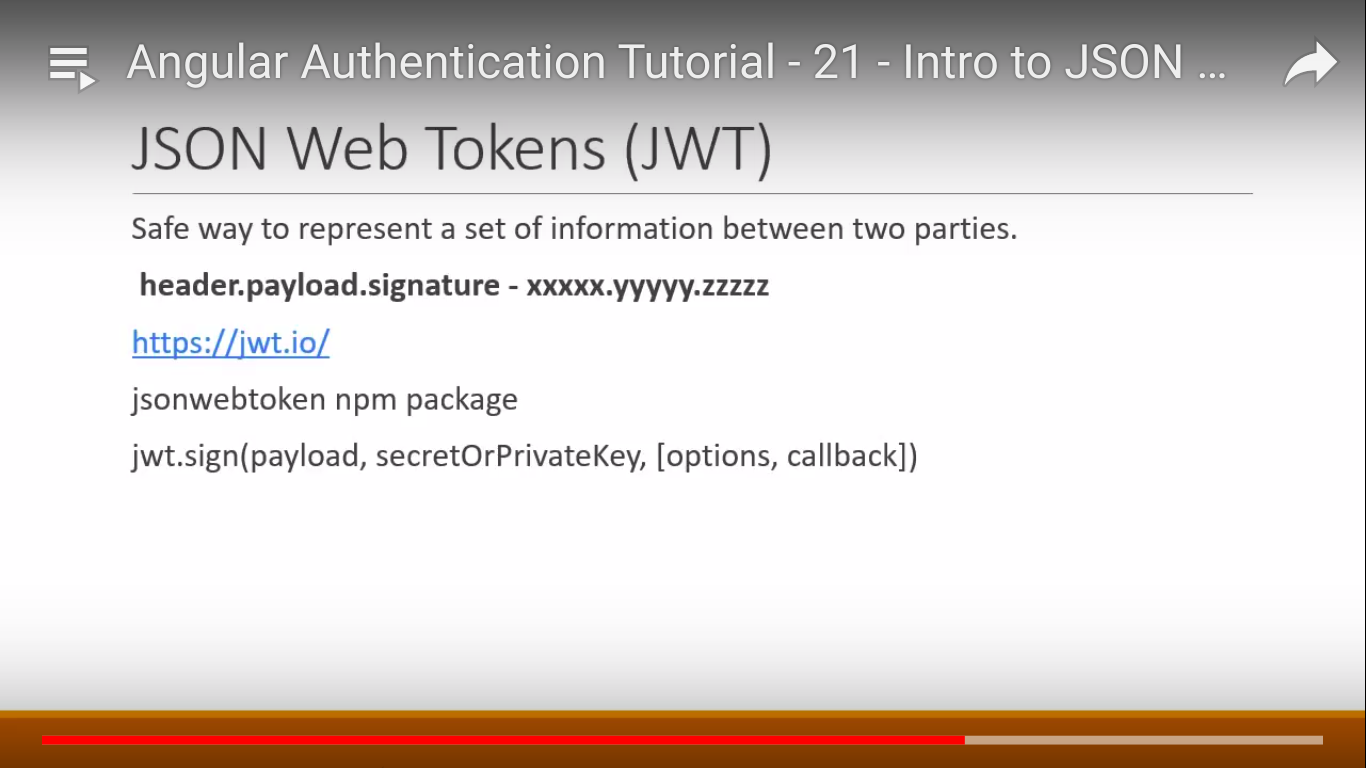 Angular Authentication Tutorial - 21 - Intro to JSON ...
JSON Web Tokens (JWT)
Safe way to represent a set of information between two parties.
header.payload.signature - xxxxx.yyyyy.zzzzz
https://jwt.io/
jsonwebtoken npm package
jwt.sign(payload, secretOrPrivateKey, [options, callback])